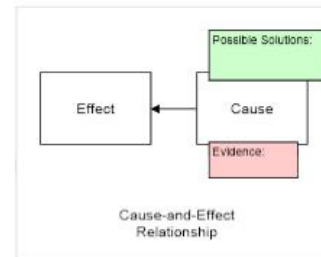 Possible Solutions:
Effect
Cause
Evidence:
Cause-and-Effect
Relationship